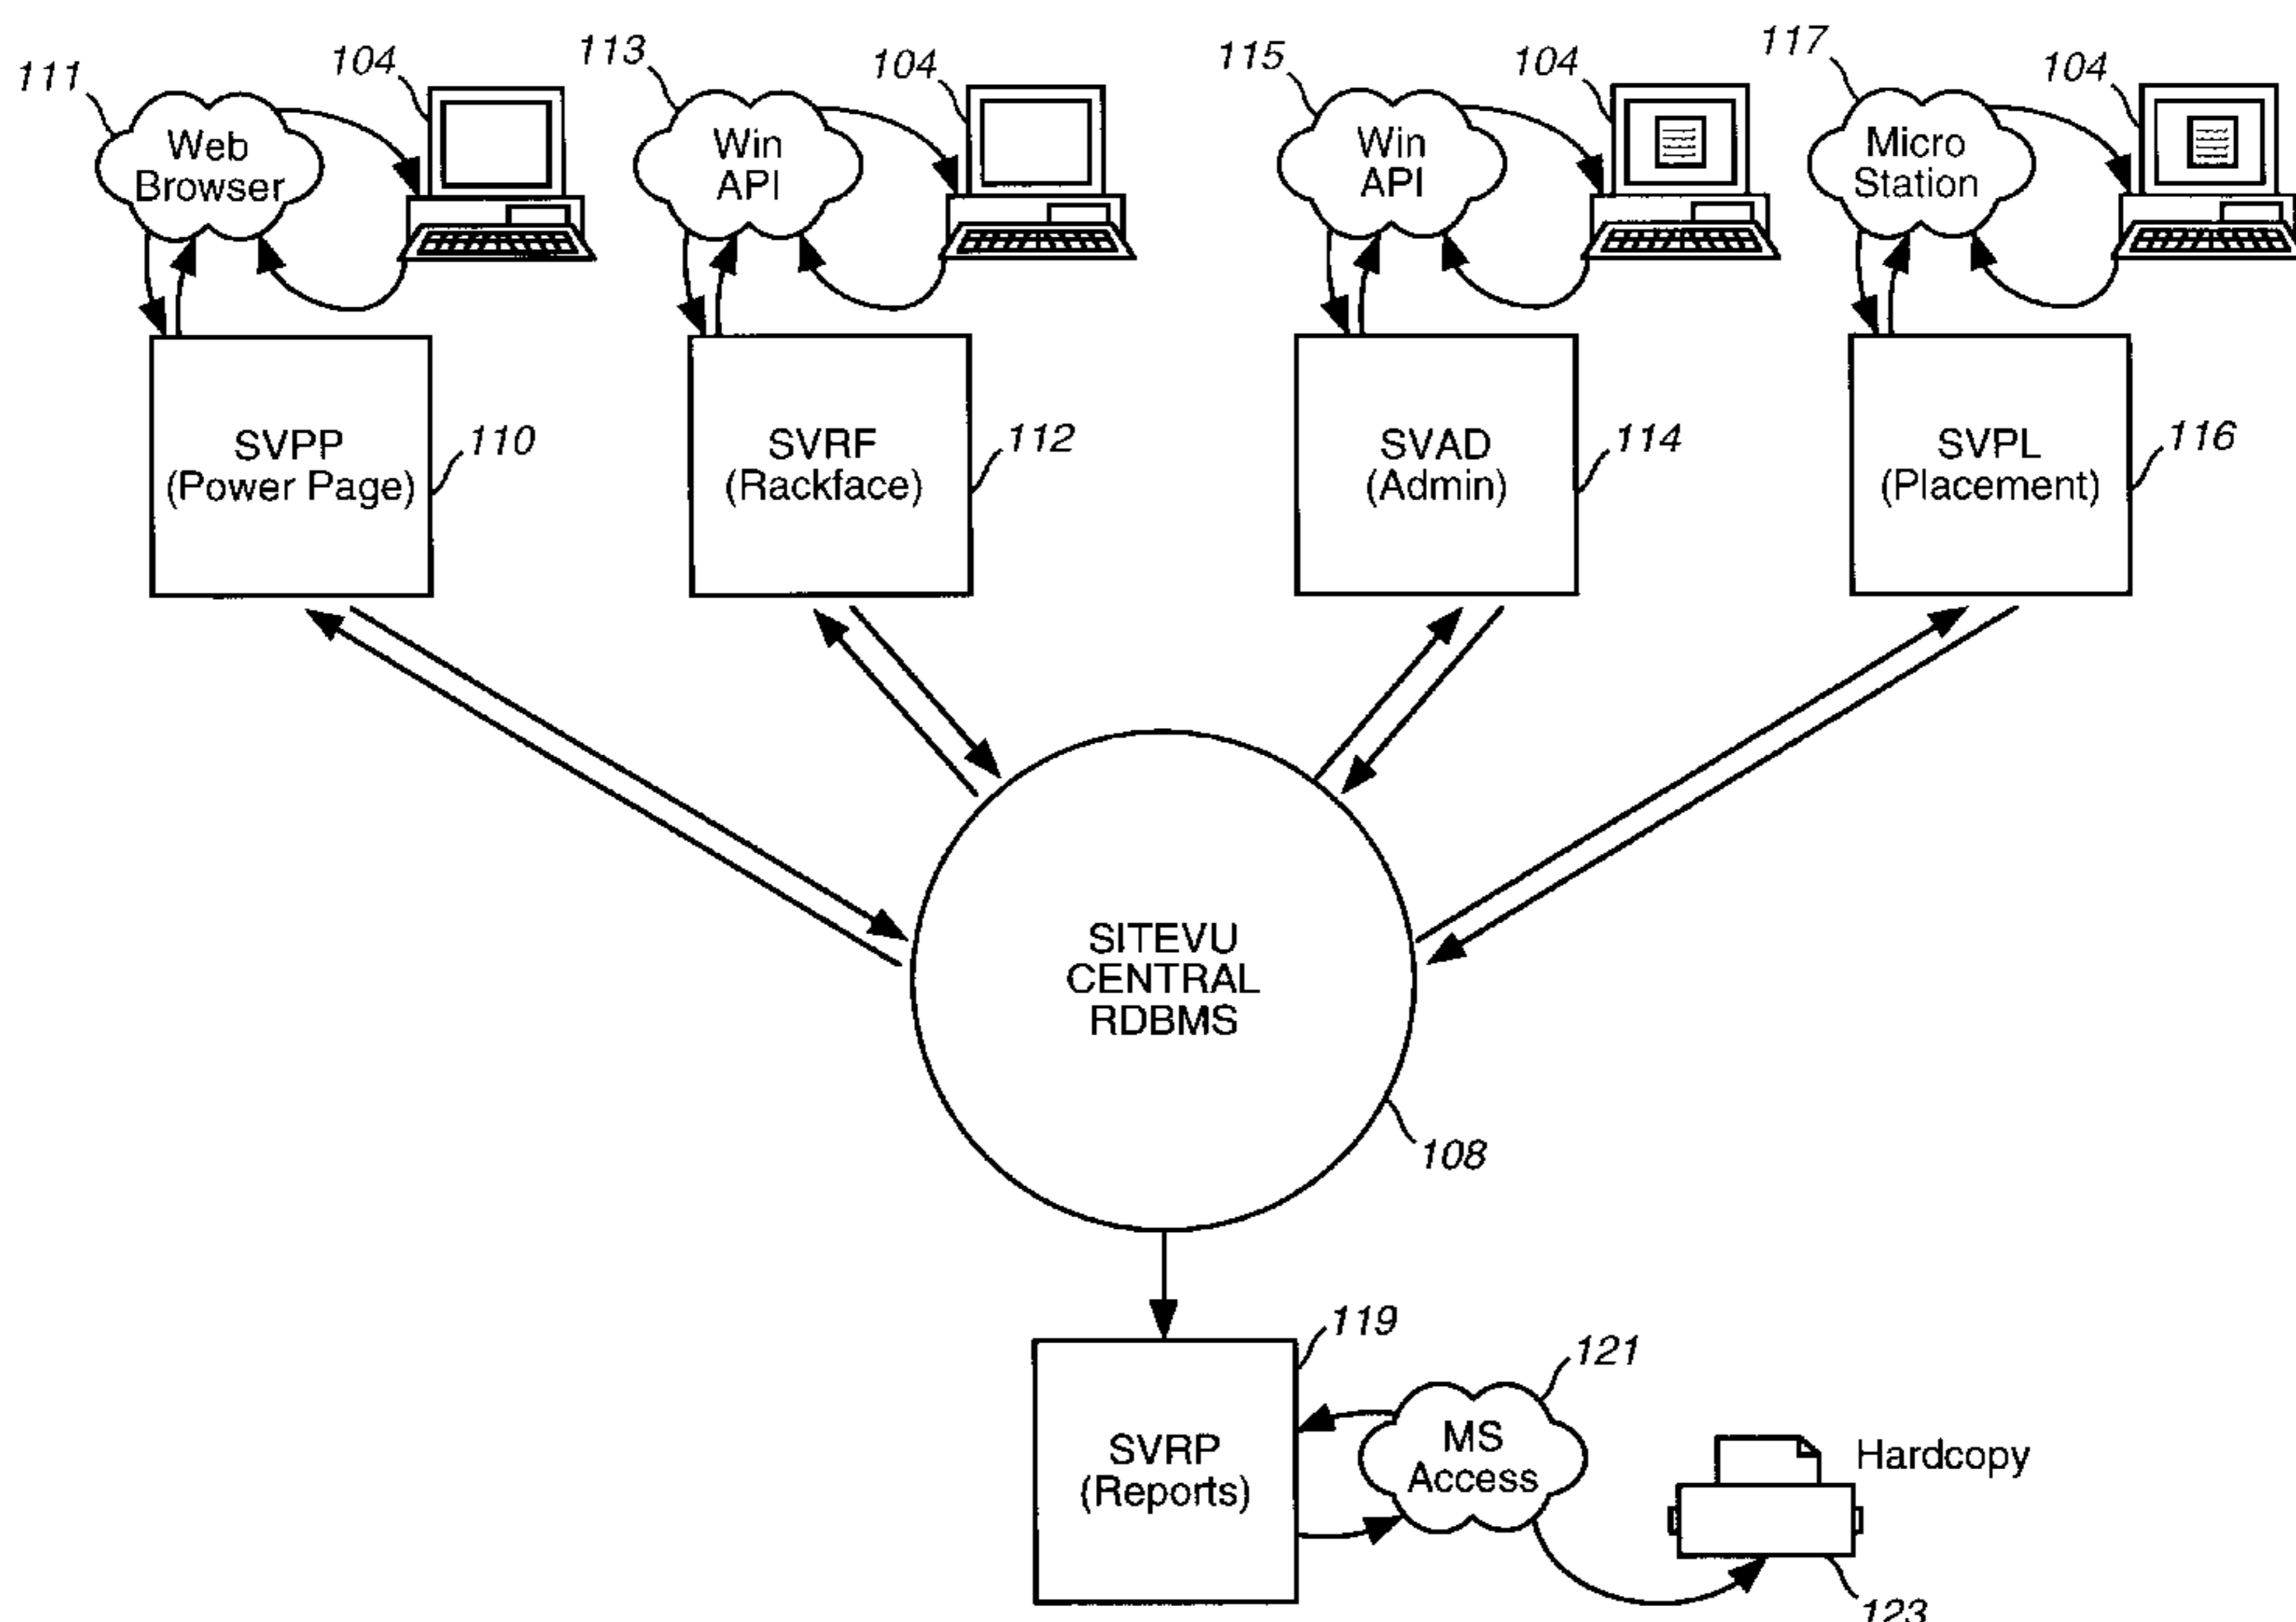 111
104
113
104
115
104
117
104
Web
Browser
Win
API
Win
API
Micro
Station
SVPP
(Power Page)
110
SVRF
(Rackface)
112
SVAD
(Admin)
114
SVPL
(Placement)
116
SITEVU
CENTRAL
RDBMS
108
119
121
SVRP
(Reports)
MS
Access
Hardcopy
123